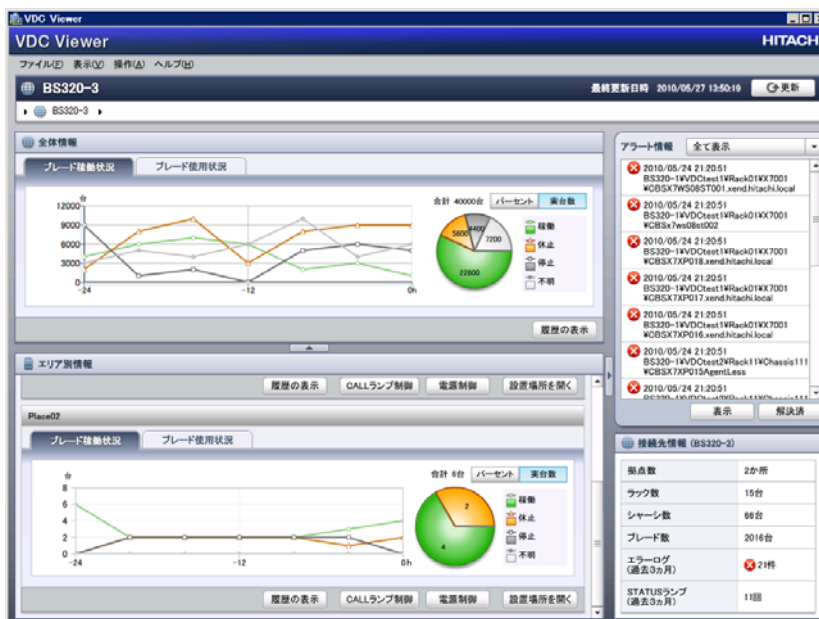 VDC Viewer
VDC Viewer
HITACHI
ファイル(F) 表示(V) 操作(A) ヘルプ(H)
BS320-3
最終更新日時 2010/05/27 13:50:19
更新
BS320-3
全体情報
ブレード稼働状況
ブレード使用状況
台
12000
9000
6000
3000
0
-24
-12
0h
合計 40000台
パーセント
実台数
5600
4400
7200
22800
稼働
休止
停止
不明
履歴の表示
エリア別情報
履歴の表示
CALLランプ制御
電源制御
設置場所を開く
Place02
ブレード稼働状況
ブレード使用状況
台
8
6
4
2
0
-24
-12
0h
合計 6台
パーセント
実台数
2
4
稼働
休止
停止
不明
履歴の表示
CALLランプ制御
電源制御
設置場所を開く
アラート情報
全て表示
2010/05/24 21:20:51
BS320-1¥VDCtest1¥Rack01¥X7001
¥CBSX7WS08ST001.xend.hitachi.local
2010/05/24 21:20:51
BS320-1¥VDCtest1¥Rack01¥X7001
¥CBSx7ws08st002
2010/05/24 21:20:51
BS320-1¥VDCtest1¥Rack01¥X7001
¥CBSX7XP018.xend.hitachi.local
2010/05/24 21:20:51
BS320-1¥VDCtest1¥Rack01¥X7001
¥CBSX7XP017.xend.hitachi.local
2010/05/24 21:20:51
BS320-1¥VDCtest1¥Rack01¥X7001
¥CBSX7XP016.xend.hitachi.local
2010/05/24 21:20:51
BS320-1¥VDCtest2¥Rack11¥Chassis111
¥CBSX7XP015AgentLess
2010/05/24 21:20:51
BS320-1¥VDCtest2¥Rack11¥Chassis111
表示
解決済
接続先情報 (BS320-3)
拠点数
2か所
ラック数
15台
シャーシ数
66台
ブレード数
2016台
エラーログ
(過去3ヵ月)
21件
STATUSランプ
(過去3ヵ月)
11回